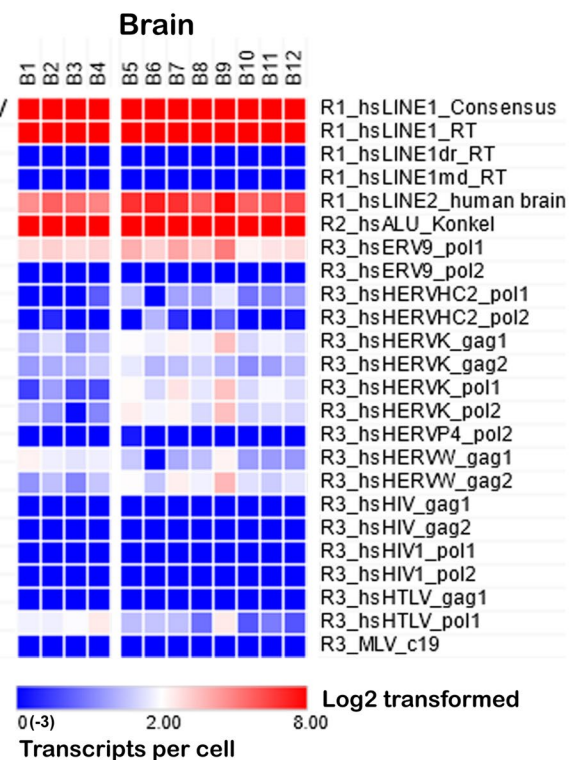 Brain
B1 B2 B3 B4 B5 B6 B7 B8 B9 B10 B11 B12
R1_hsLINE1_Consensus
R1_hsLINE1_RT
R1_hsLINE1dr_RT
R1_hsLINE1md_RT
R1_hsLINE2_human brain
R2_hsALU_Konkel
R3_hsERV9_pol1
R3_hsERV9_pol2
R3_hsHERVHC2_pol1
R3_hsHERVHC2_pol2
R3_hsHERVK_gag1
R3_hsHERVK_gag2
R3_hsHERVK_pol1
R3_hsHERVK_pol2
R3_hsHERVP4_pol2
R3_hsHERVW_gag1
R3_hsHERVW_gag2
R3_hsHIV_gag1
R3_hsHIV_gag2
R3_hsHIV1_pol1
R3_hsHIV1_pol2
R3_hsHTLV_gag1
R3_hsHTLV_pol1
R3_MLV_c19
Log2 transformed
0(-3) 2.00 8.00
Transcripts per cell